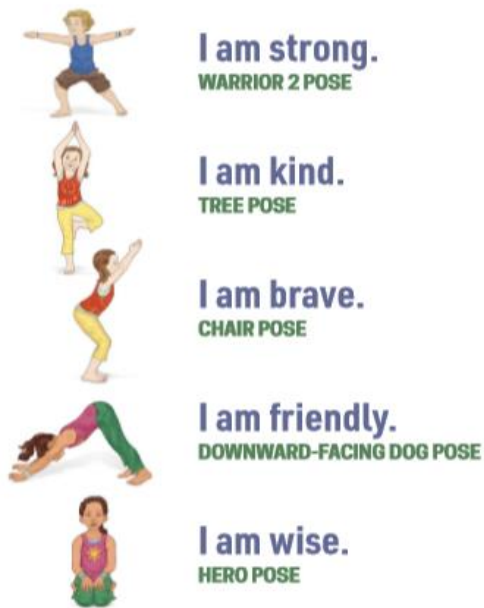 I am strong.
WARRIOR 2 POSE
I am kind.
TREE POSE
I am brave.
CHAIR POSE
I am friendly.
DOWNWARD-FACING DOG POSE
I am wise.
HERO POSE